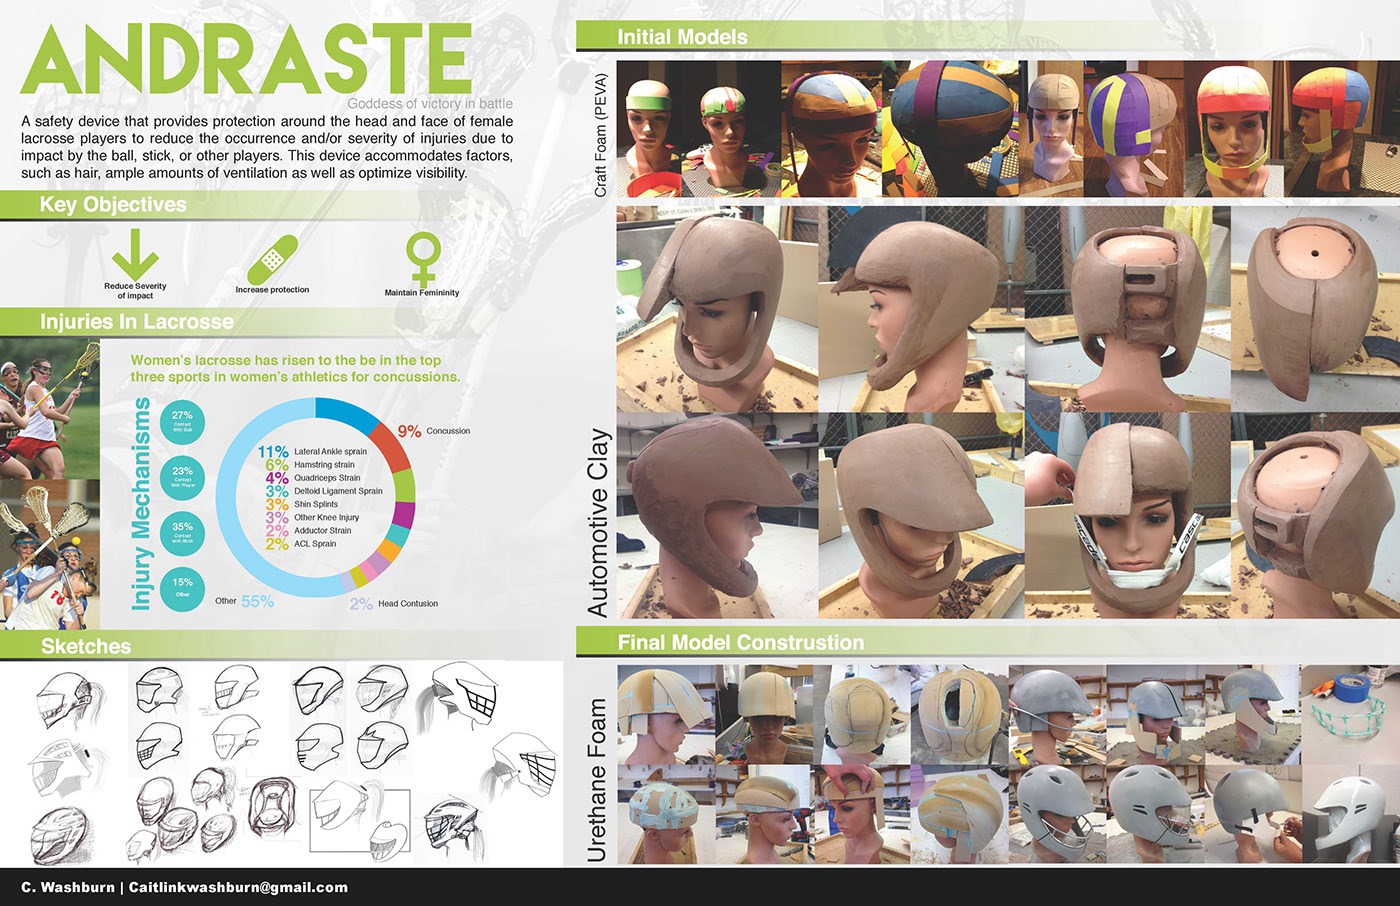 ANDRASTE
Goddess of victory in battle
A safety device that provides protection around the head and face of female
lacrosse players to reduce the occurrence and/or severity of injuries due to
impact by the ball, stick, or other players. This device accommodates factors,
such as hair, ample amounts of ventilation as well as optimize visibility.
Key Objectives
Reduce Severity
of impact
Increase protection
Maintain Femininity
Injuries In Lacrosse
Women's lacrosse has risen to the be in the top
three sports in women's athletics for concussions.
Injury Mechanisms
27%
Contact
With Ball
23%
Contact
With Player
35%
Contact
with Stick
15%
Other
9% Concussion
11% Lateral Ankle sprain
6% Hamstring strain
4% Quadriceps Strain
3% Deltoid Ligament Sprain
3% Shin Splints
3% Other Knee Injury
2% Adductor Strain
2% ACL Sprain
Other 55%
2% Head Contusion
Sketches
C. Washburn | Caitlinkwashburn@gmail.com
Initial Models
Craft Foam (PEVA)
Automotive Clay
cascade
Final Model Construstion
Urethane Foam